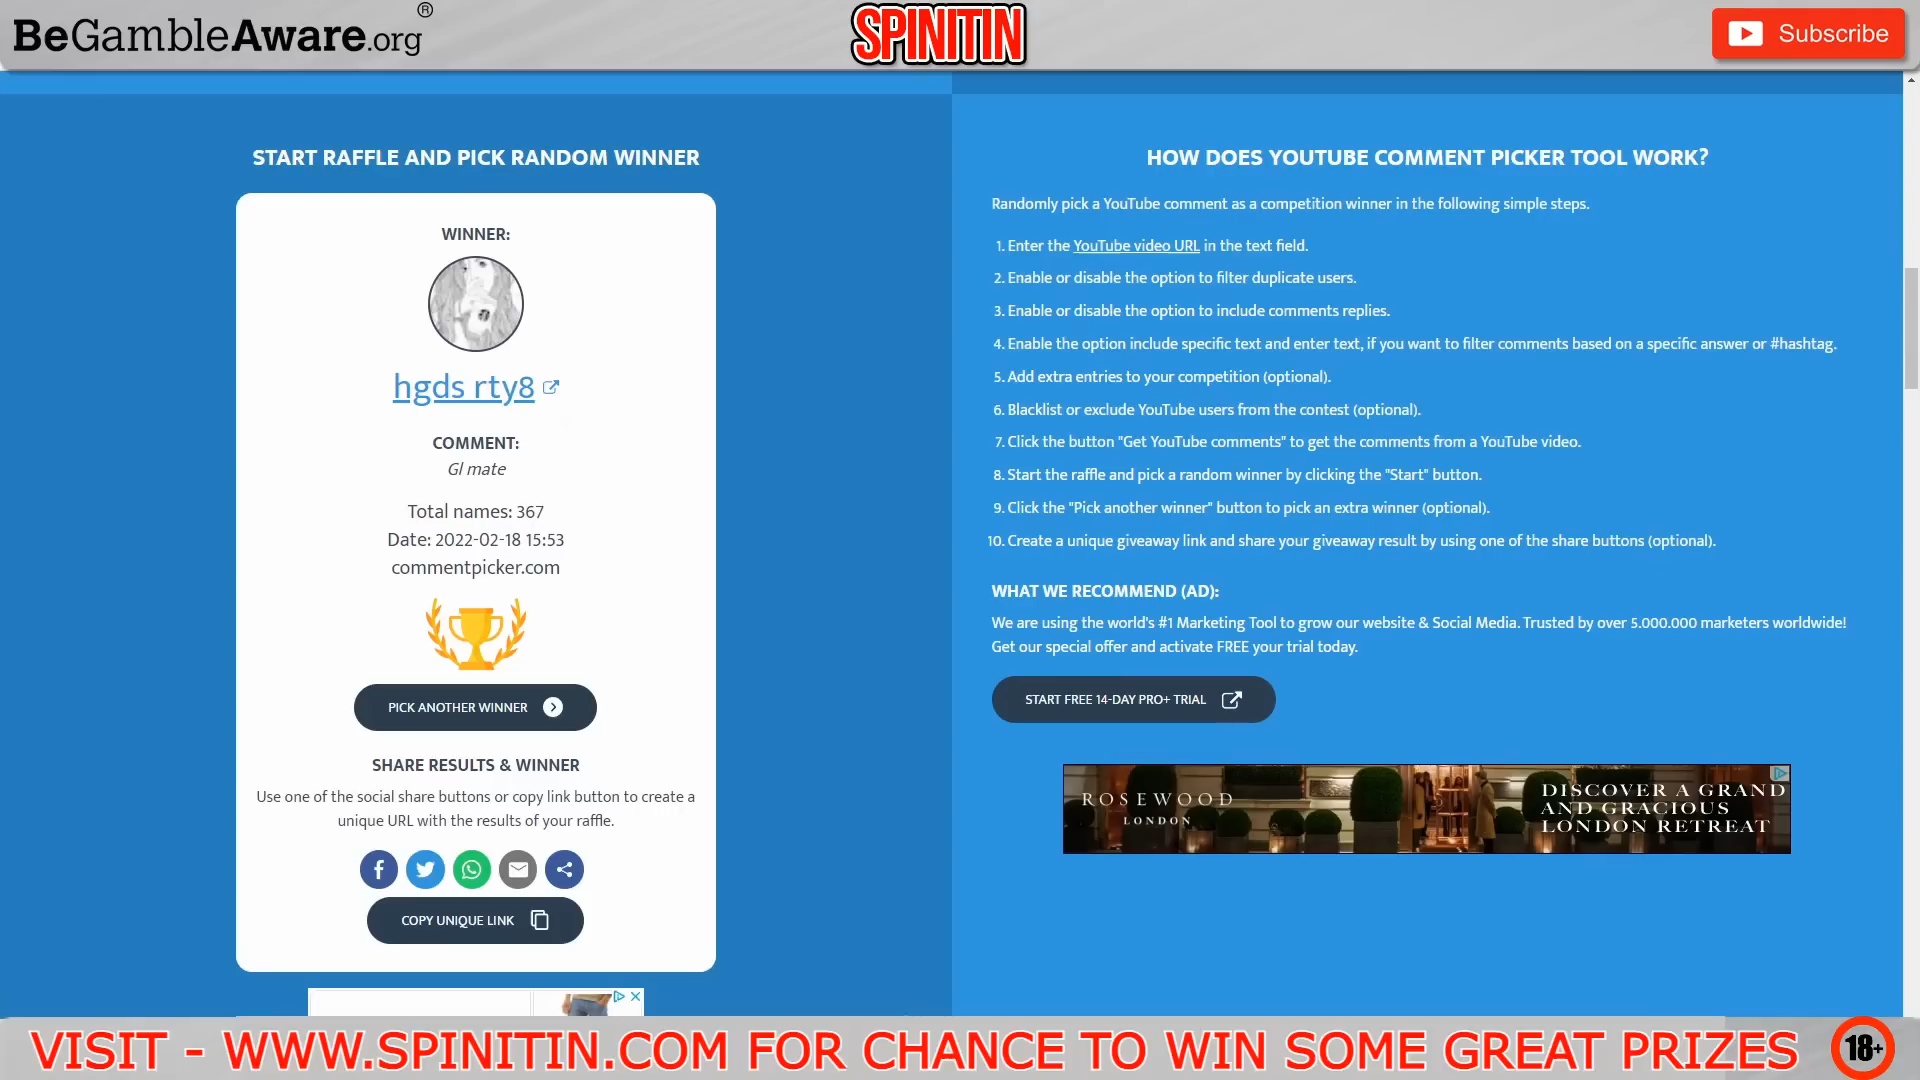 BeGambleAware.org®
SPINITIN
Subscribe
START RAFFLE AND PICK RANDOM WINNER
WINNER:
hgds rty8
COMMENT:
Gl mate
Total names: 367
Date: 2022-02-18 15:53
commentpicker.com
PICK ANOTHER WINNER
SHARE RESULTS & WINNER
Use one of the social share buttons or copy link button to create a
unique URL with the results of your raffle.
COPY UNIQUE LINK
HOW DOES YOUTUBE COMMENT PICKER TOOL WORK?
Randomly pick a YouTube comment as a competition winner in the following simple steps.
1. Enter the YouTube video URL in the text field.
2. Enable or disable the option to filter duplicate users.
3. Enable or disable the option to include comments replies.
4. Enable the option include specific text and enter text, if you want to filter comments based on a specific answer or #hashtag.
5. Add extra entries to your competition (optional).
6. Blacklist or exclude YouTube users from the contest (optional).
7. Click the button "Get YouTube comments" to get the comments from a YouTube video.
8. Start the raffle and pick a random winner by clicking the "Start" button.
9. Click the "Pick another winner" button to pick an extra winner (optional).
10. Create a unique giveaway link and share your giveaway result by using one of the share buttons (optional).
WHAT WE RECOMMEND (AD):
We are using the world's #1 Marketing Tool to grow our website & Social Media. Trusted by over 5.000.000 marketers worldwide!
Get our special offer and activate FREE your trial today.
START FREE 14-DAY PRO+ TRIAL
ROSEWOOD
LONDON
DISCOVER A GRAND
AND GRACIOUS
LONDON RETREAT
VISIT - WWW.SPINITIN.COM FOR CHANCE TO WIN SOME GREAT PRIZES
18+